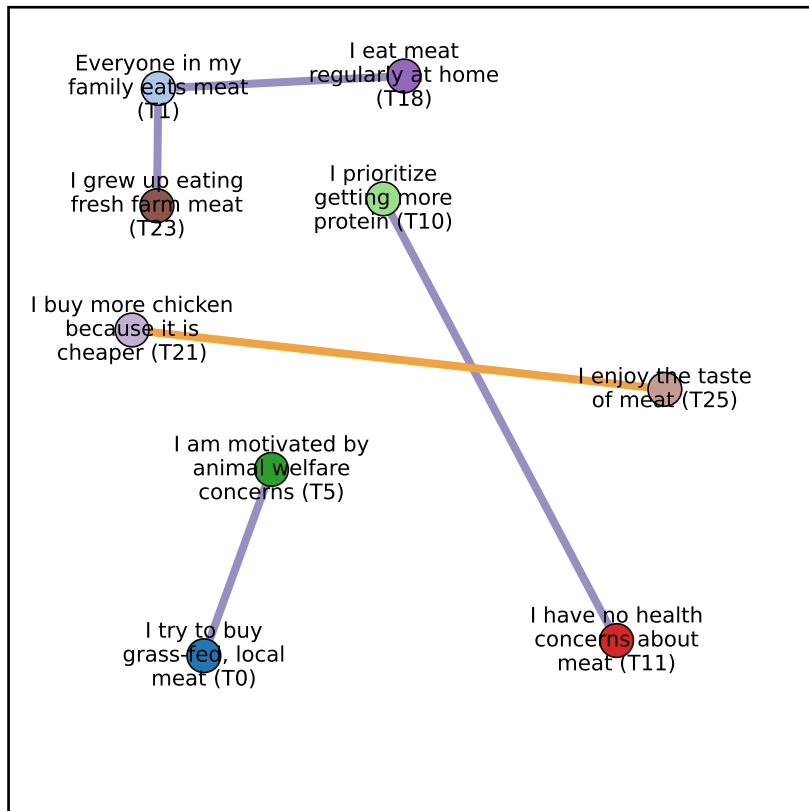 Everyone in my
family eats meat
(T1)
I eat meat
regularly at home
(T18)
I grew up eating
fresh farm meat
(T23)
I prioritize
getting more
protein (T10)
I buy more chicken
because it is
cheaper (T21)
I enjoy the taste
of meat (T25)
I am motivated by
animal welfare
concerns (T5)
I try to buy
grass-fed, local
meat (T0)
I have no health
concerns about
meat (T11)